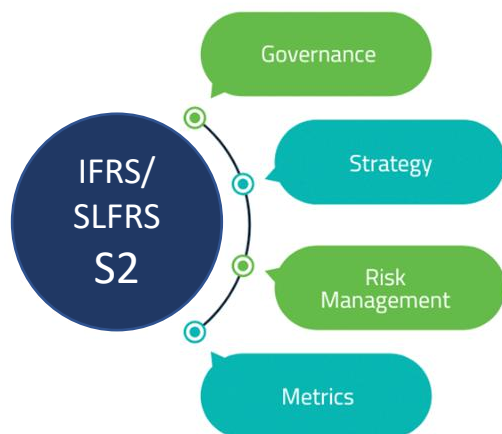 Governance
IFRS/
SLFRS
S2
Strategy
Risk
Management
Metrics